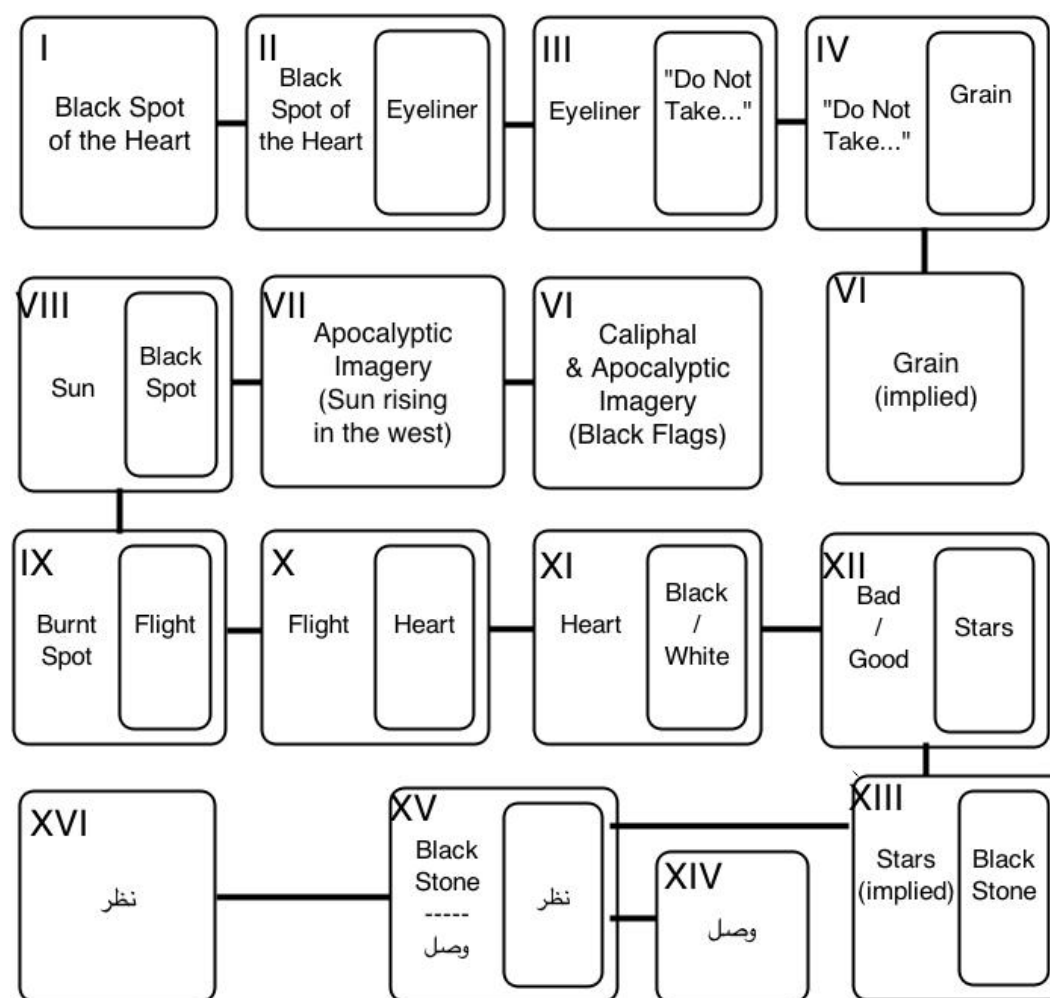 I
Black Spot
of the Heart
II
Black
Spot of
the Heart
Eyeliner
III
Eyeliner
"Do Not
Take..."
IV
"Do Not
Take..."
Grain
VIII
Sun
Black
Spot
VII
Apocalyptic
Imagery
(Sun rising
in the west)
VI
Caliphal
& Apocalyptic
Imagery
(Black Flags)
VI
Grain
(implied)
IX
Burnt
Spot
Flight
X
Flight
Heart
XI
Heart
Black
/
White
XII
Bad
/
Good
Stars
XVI
نظر
XV
Black
Stone
-----
وصل
نظر
XIV
وصل
XIII
Stars
(implied)
Black
Stone